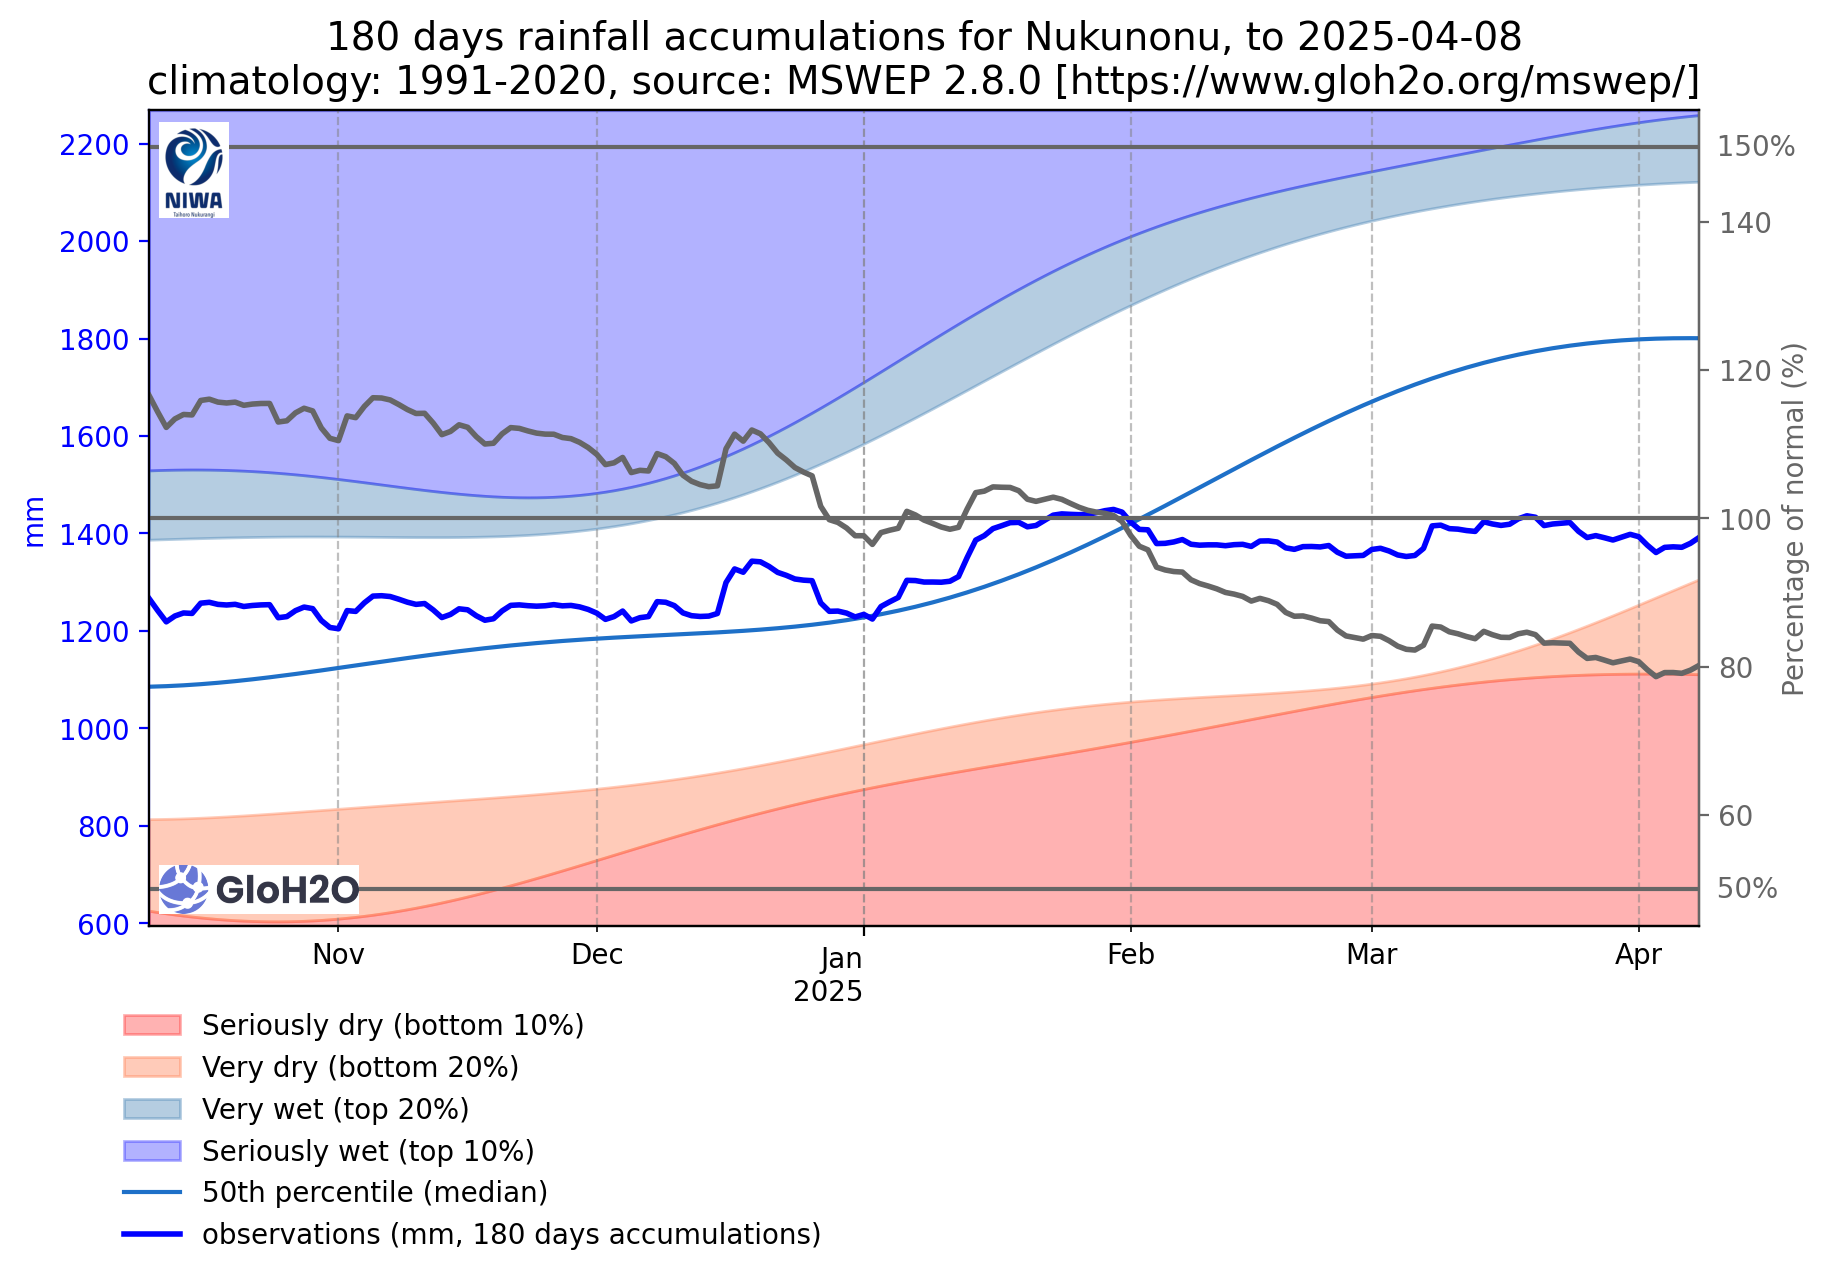 180 days rainfall accumulations for Nukunonu, to 2025-04-08
climatology: 1991-2020, source: MSWEP 2.8.0 [https://www.gloh2o.org/mswep/]
2200
2000
1800
1600
1400
1200
1000
800
600
mm
NIWA
Taihoro Nukurangi
GloH2O
150%
140
120
100
80
60
50%
Percentage of normal (%)
Nov
Dec
Jan
2025
Feb
Mar
Apr
Seriously dry (bottom 10%)
Very dry (bottom 20%)
Very wet (top 20%)
Seriously wet (top 10%)
50th percentile (median)
observations (mm, 180 days accumulations)